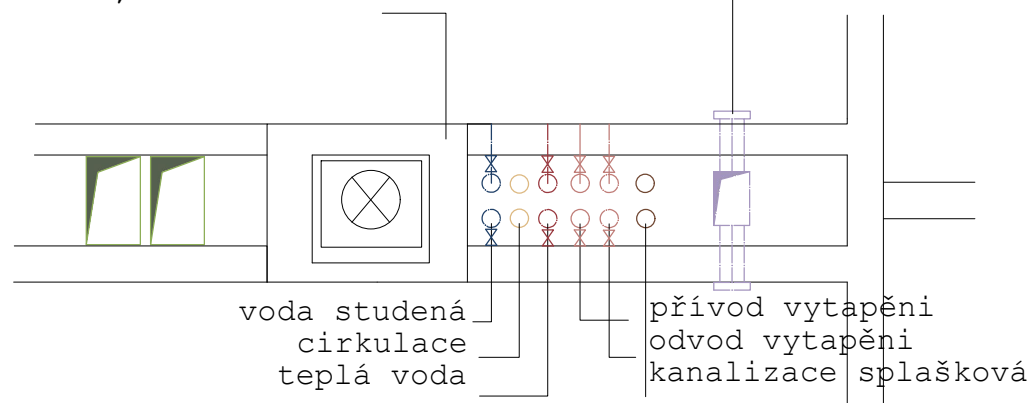 voda studená
cirkulace
teplá voda
přívod vytapěni
odvod vytapěni
kanalizace splašková